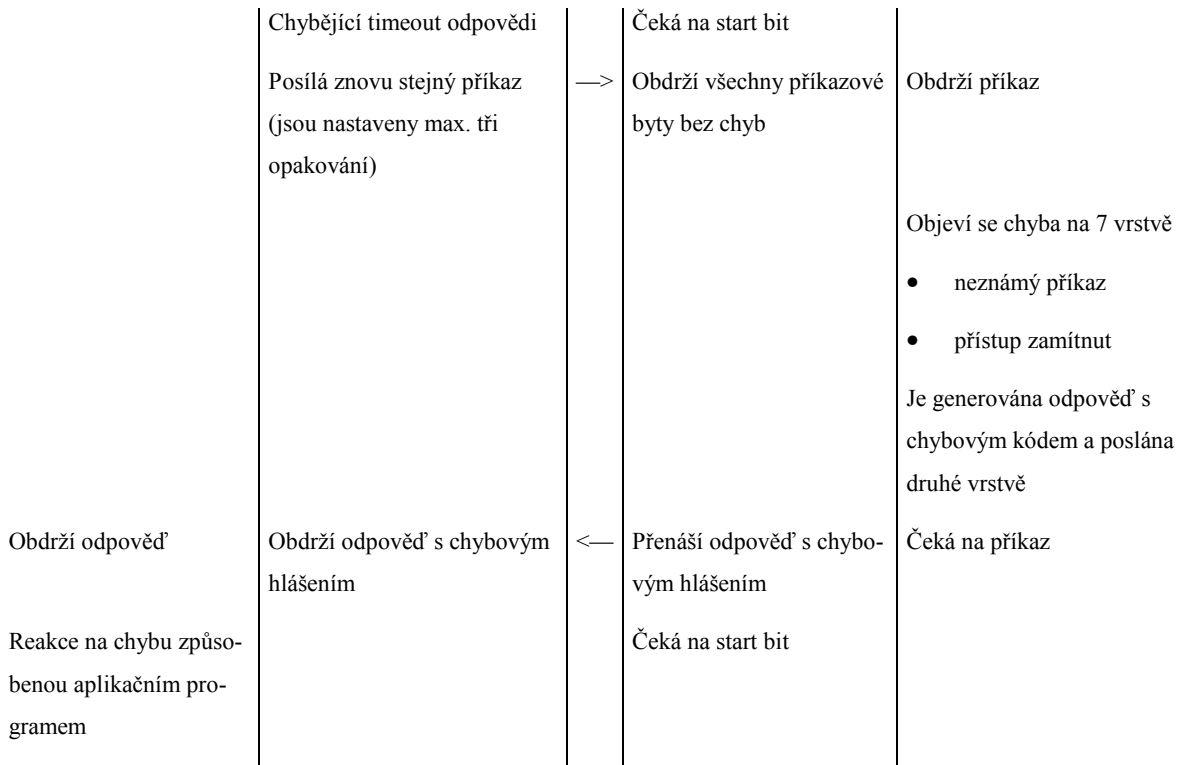 Chybějící timeout odpovědi
Čeká na start bit
Posílá znovu stejný příkaz
(jsou nastaveny max. tři
opakování)
—>
Obdrží všechny příkazové
byty bez chyb
Obdrží příkaz
Objeví se chyba na 7 vrstvě
• neznámý příkaz
• přístup zamítnut
Je generována odpověď s
chybovým kódem a poslána
druhé vrstvě
Obdrží odpověď
Obdrží odpověď s chybovým
hlášením
<—
Přenáší odpověď s chybo-
vým hlášením
Čeká na příkaz
Reakce na chybu způso-
benou aplikačním pro-
gramem
Čeká na start bit